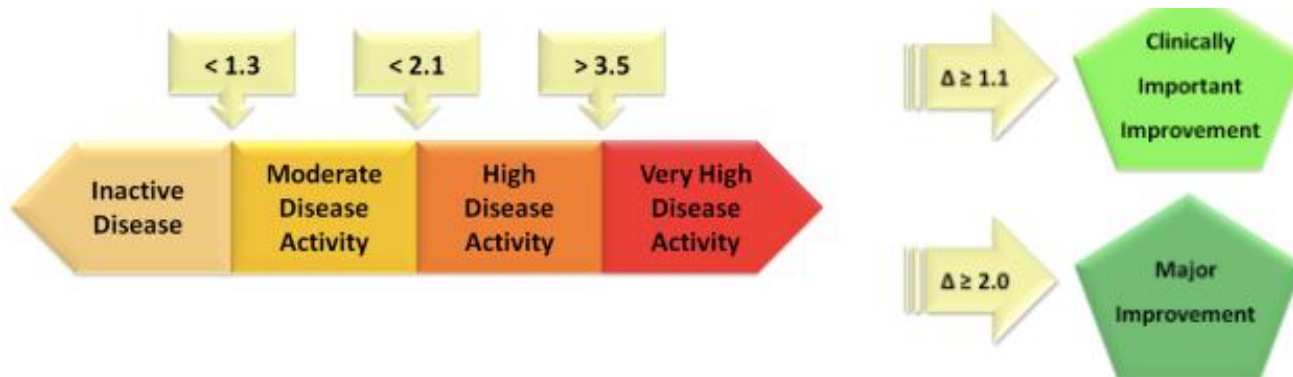 < 1.3
< 2.1
> 3.5
Inactive
Disease
Moderate
Disease
Activity
High
Disease
Activity
Very High
Disease
Activity
Δ ≥ 1.1
Clinically
Important
Improvement
Δ ≥ 2.0
Major
Improvement